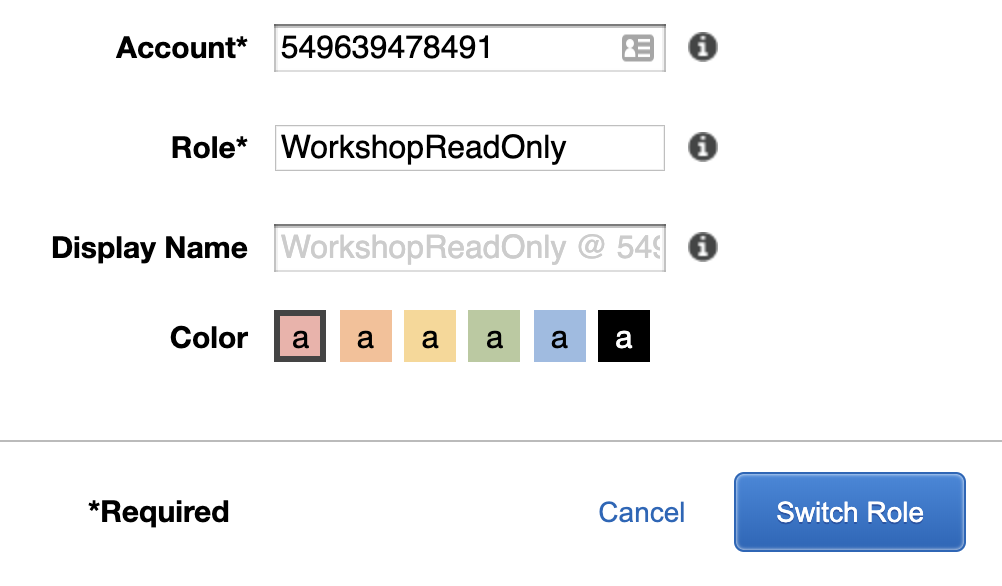 Account* 549639478491
Role* WorkshopReadOnly
Display Name WorkshopReadOnly @ 549
Color a a a a a a
*Required Cancel Switch Role